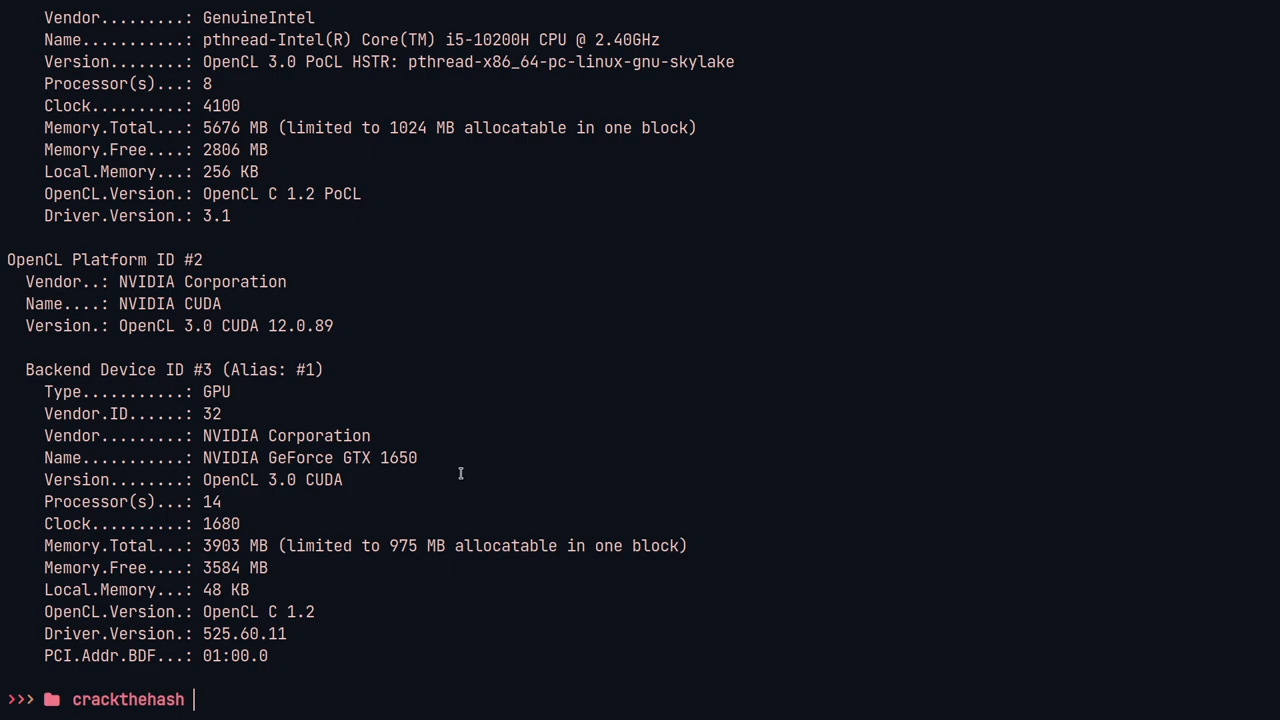 Vendor.........: GenuineIntel
Name...........: pthread-Intel(R) Core(TM) i5-10200H CPU @ 2.40GHz
Version........: OpenCL 3.0 PoCL HSTR: pthread-x86_64-pc-linux-gnu-skylake
Processor(s)...: 8
Clock..........: 4100
Memory.Total...: 5676 MB (limited to 1024 MB allocatable in one block)
Memory.Free....: 2806 MB
Local.Memory...: 256 KB
OpenCL.Version.: OpenCL C 1.2 PoCL
Driver.Version.: 3.1
OpenCL Platform ID #2
Vendor..: NVIDIA Corporation
Name....: NVIDIA CUDA
Version.: OpenCL 3.0 CUDA 12.0.89
Backend Device ID #3 (Alias: #1)
Type...........: GPU
Vendor.ID......: 32
Vendor.........: NVIDIA Corporation
Name...........: NVIDIA GeForce GTX 1650
Version........: OpenCL 3.0 CUDA
Processor(s)...: 14
Clock..........: 1680
Memory.Total...: 3903 MB (limited to 975 MB allocatable in one block)
Memory.Free....: 3584 MB
Local.Memory...: 48 KB
OpenCL.Version.: OpenCL C 1.2
Driver.Version.: 525.60.11
PCI.Addr.BDF...: 01:00.0
>>> crackthehash